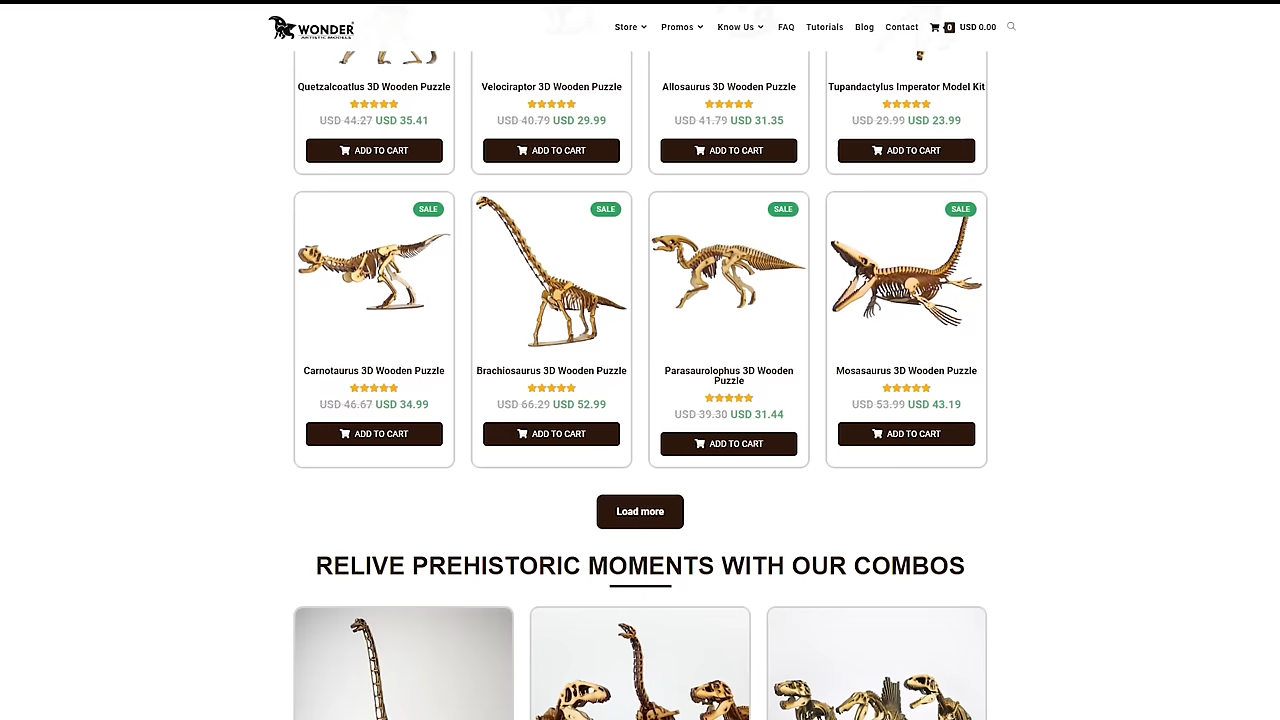 WONDER
ARTISTIC MODELS
Store Promos Know Us FAQ Tutorials Blog Contact 0 USD 0.00
Quetzalcoatlus 3D Wooden Puzzle
USD 44.27 USD 35.41
ADD TO CART
Velociraptor 3D Wooden Puzzle
USD 40.79 USD 29.99
ADD TO CART
Allosaurus 3D Wooden Puzzle
USD 41.79 USD 31.35
ADD TO CART
Tupandactylus Imperator Model Kit
USD 29.99 USD 23.99
ADD TO CART
SALE
Carnotaurus 3D Wooden Puzzle
USD 46.67 USD 34.99
ADD TO CART
SALE
Brachiosaurus 3D Wooden Puzzle
USD 66.29 USD 52.99
ADD TO CART
SALE
Parasaurolophus 3D Wooden
Puzzle
USD 39.30 USD 31.44
ADD TO CART
SALE
Mosasaurus 3D Wooden Puzzle
USD 53.99 USD 43.19
ADD TO CART
Load more
RELIVE PREHISTORIC MOMENTS WITH OUR COMBOS